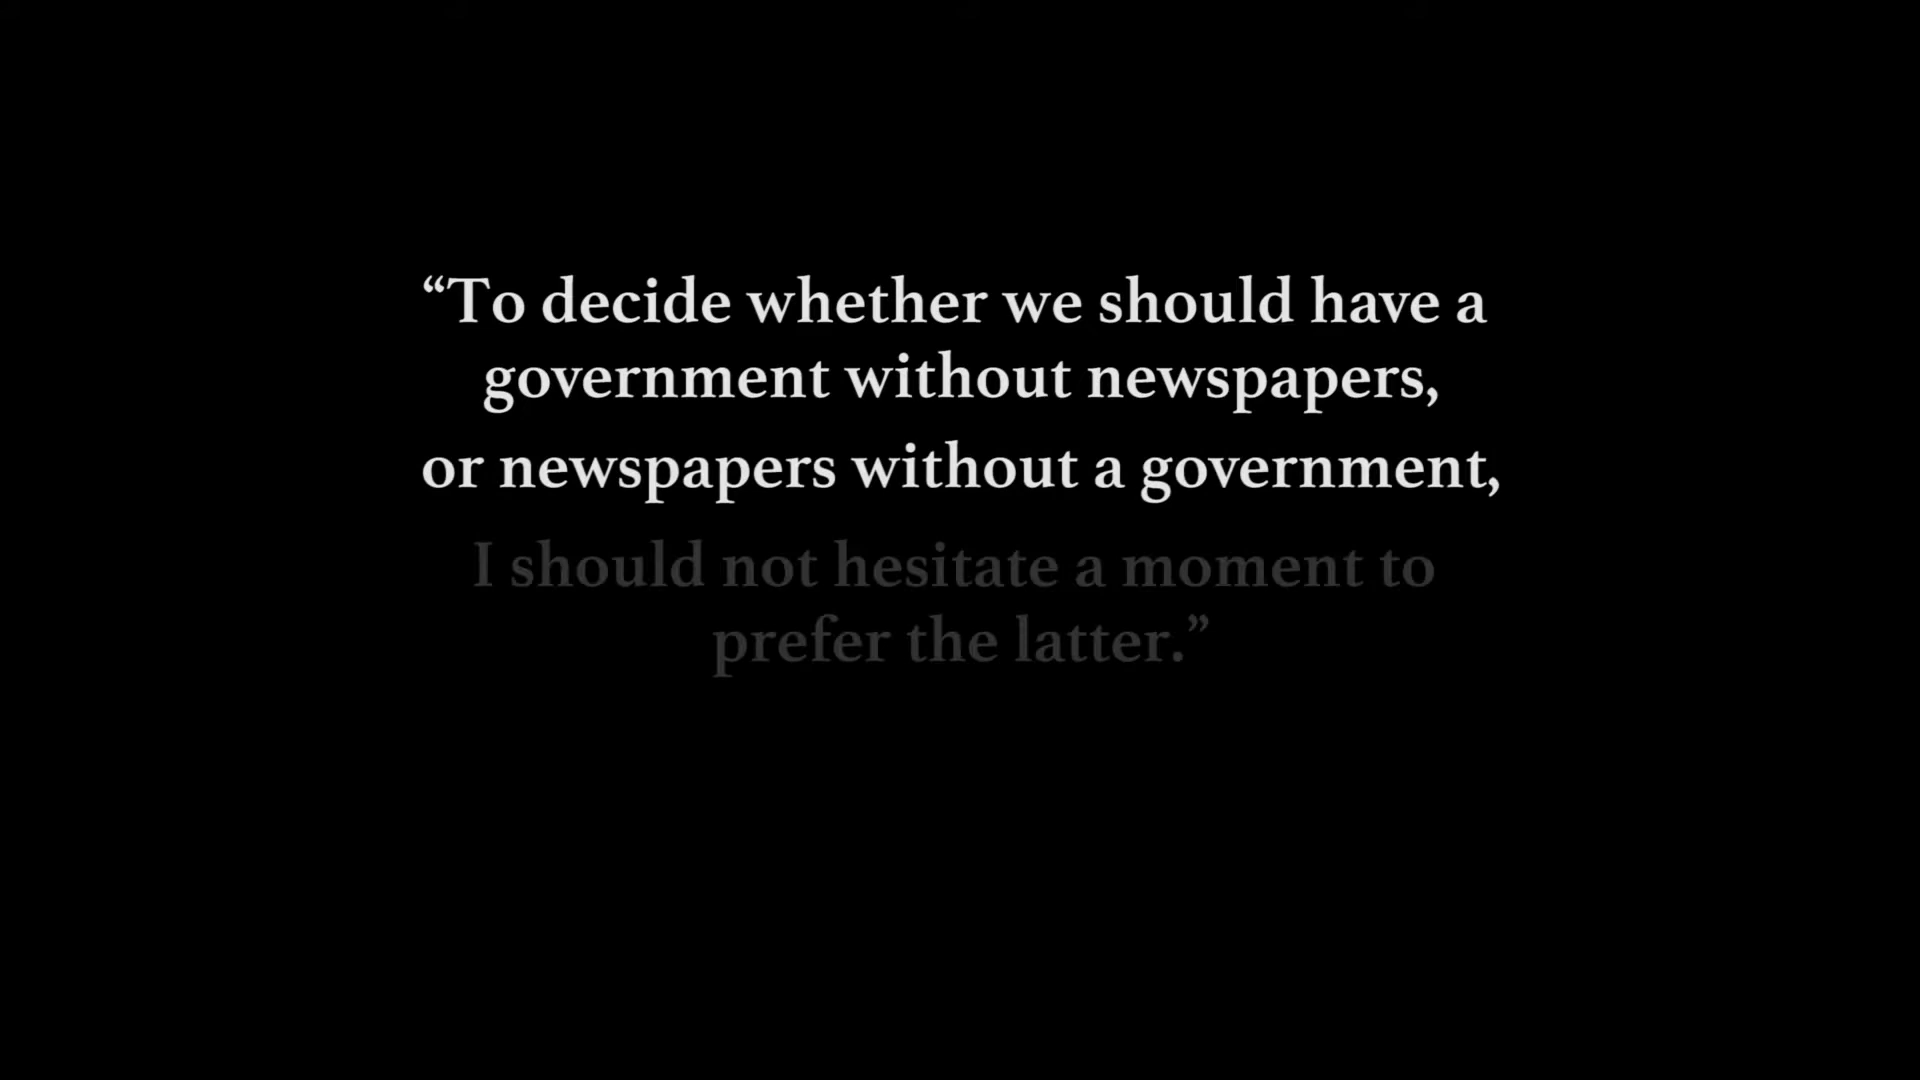 “To decide whether we should have a
government without newspapers,
or newspapers without a government,
I should not hesitate a moment to
prefer the latter.”